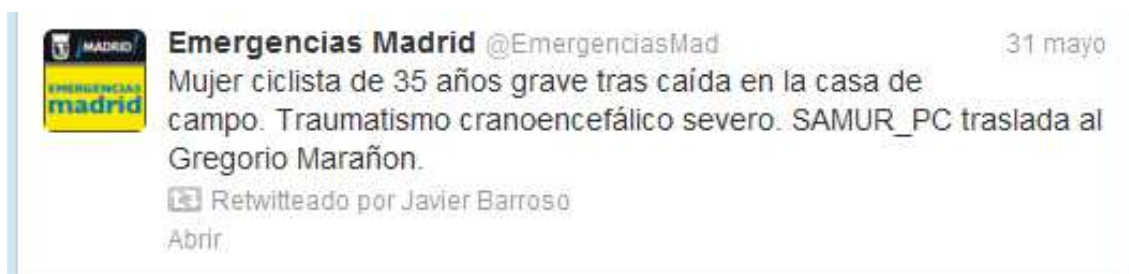 MADRID
EMERGENCIAS
madrid
Emergencias Madrid @EmergenciasMad 31 mayo
Mujer ciclista de 35 años grave tras caída en la casa de
campo. Traumatismo cranoencefálico severo. SAMUR_PC traslada al
Gregorio Marañon.
Retwitteado por Javier Barroso
Abrir